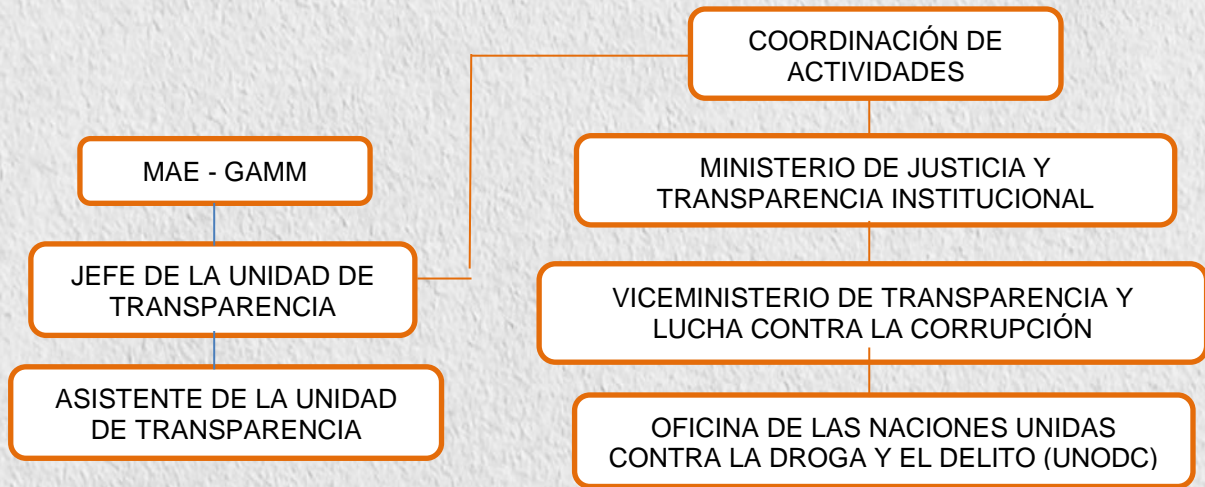 COORDINACIÓN DE
ACTIVIDADES
MAE - GAMM
MINISTERIO DE JUSTICIA Y
TRANSPARENCIA INSTITUCIONAL
JEFE DE LA UNIDAD DE
TRANSPARENCIA
VICEMINISTERIO DE TRANSPARENCIA Y
LUCHA CONTRA LA CORRUPCIÓN
ASISTENTE DE LA UNIDAD
DE TRANSPARENCIA
OFICINA DE LAS NACIONES UNIDAS
CONTRA LA DROGA Y EL DELITO (UNODC)